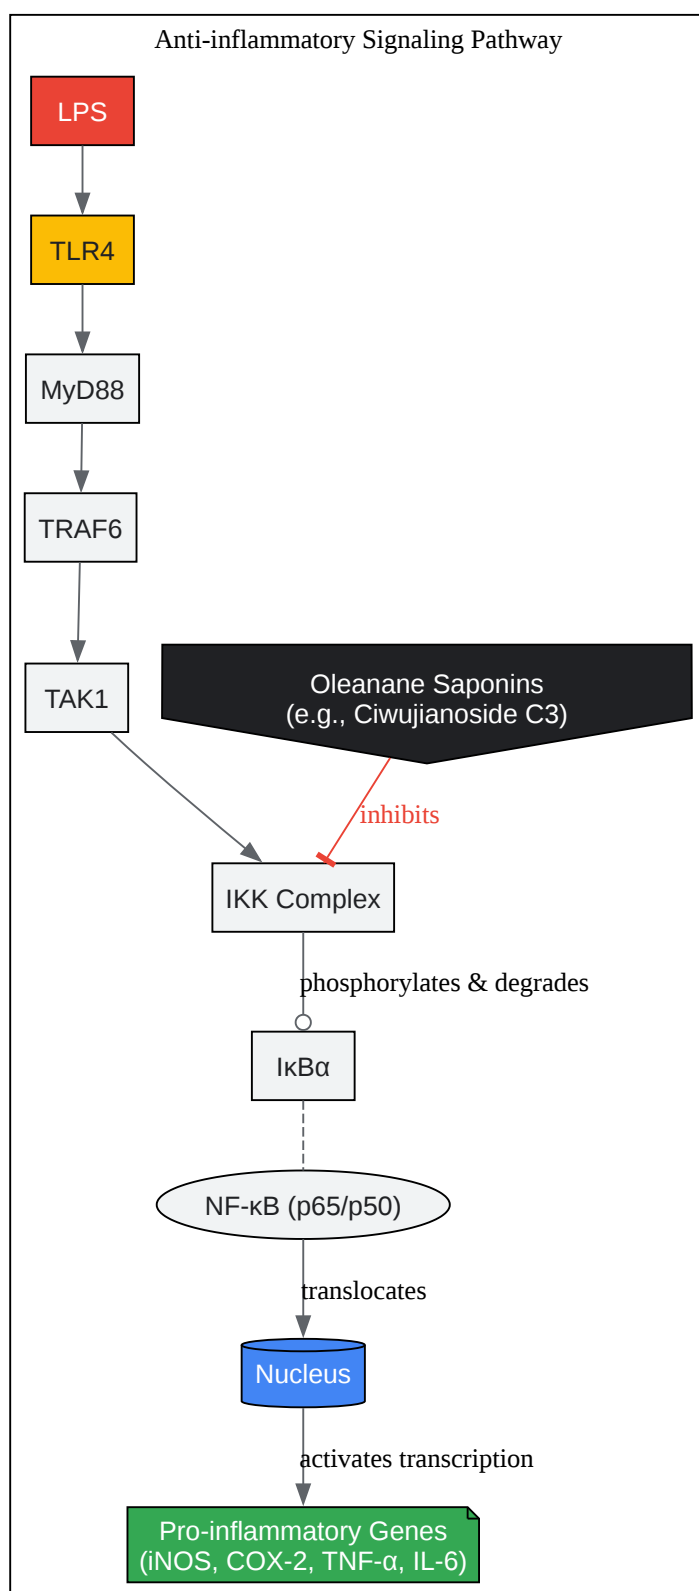 Anti-inflammatory Signaling Pathway
LPS
TLR4
MyD88
TRAF6
TAK1
Oleanane Saponins
(e.g., Ciwujianoside C3)
inhibits
IKK Complex
phosphorylates & degrades
IκBα
NF-κB (p65/p50)
translocates
Nucleus
activates transcription
Pro-inflammatory Genes
(iNOS, COX-2, TNF-α, IL-6)